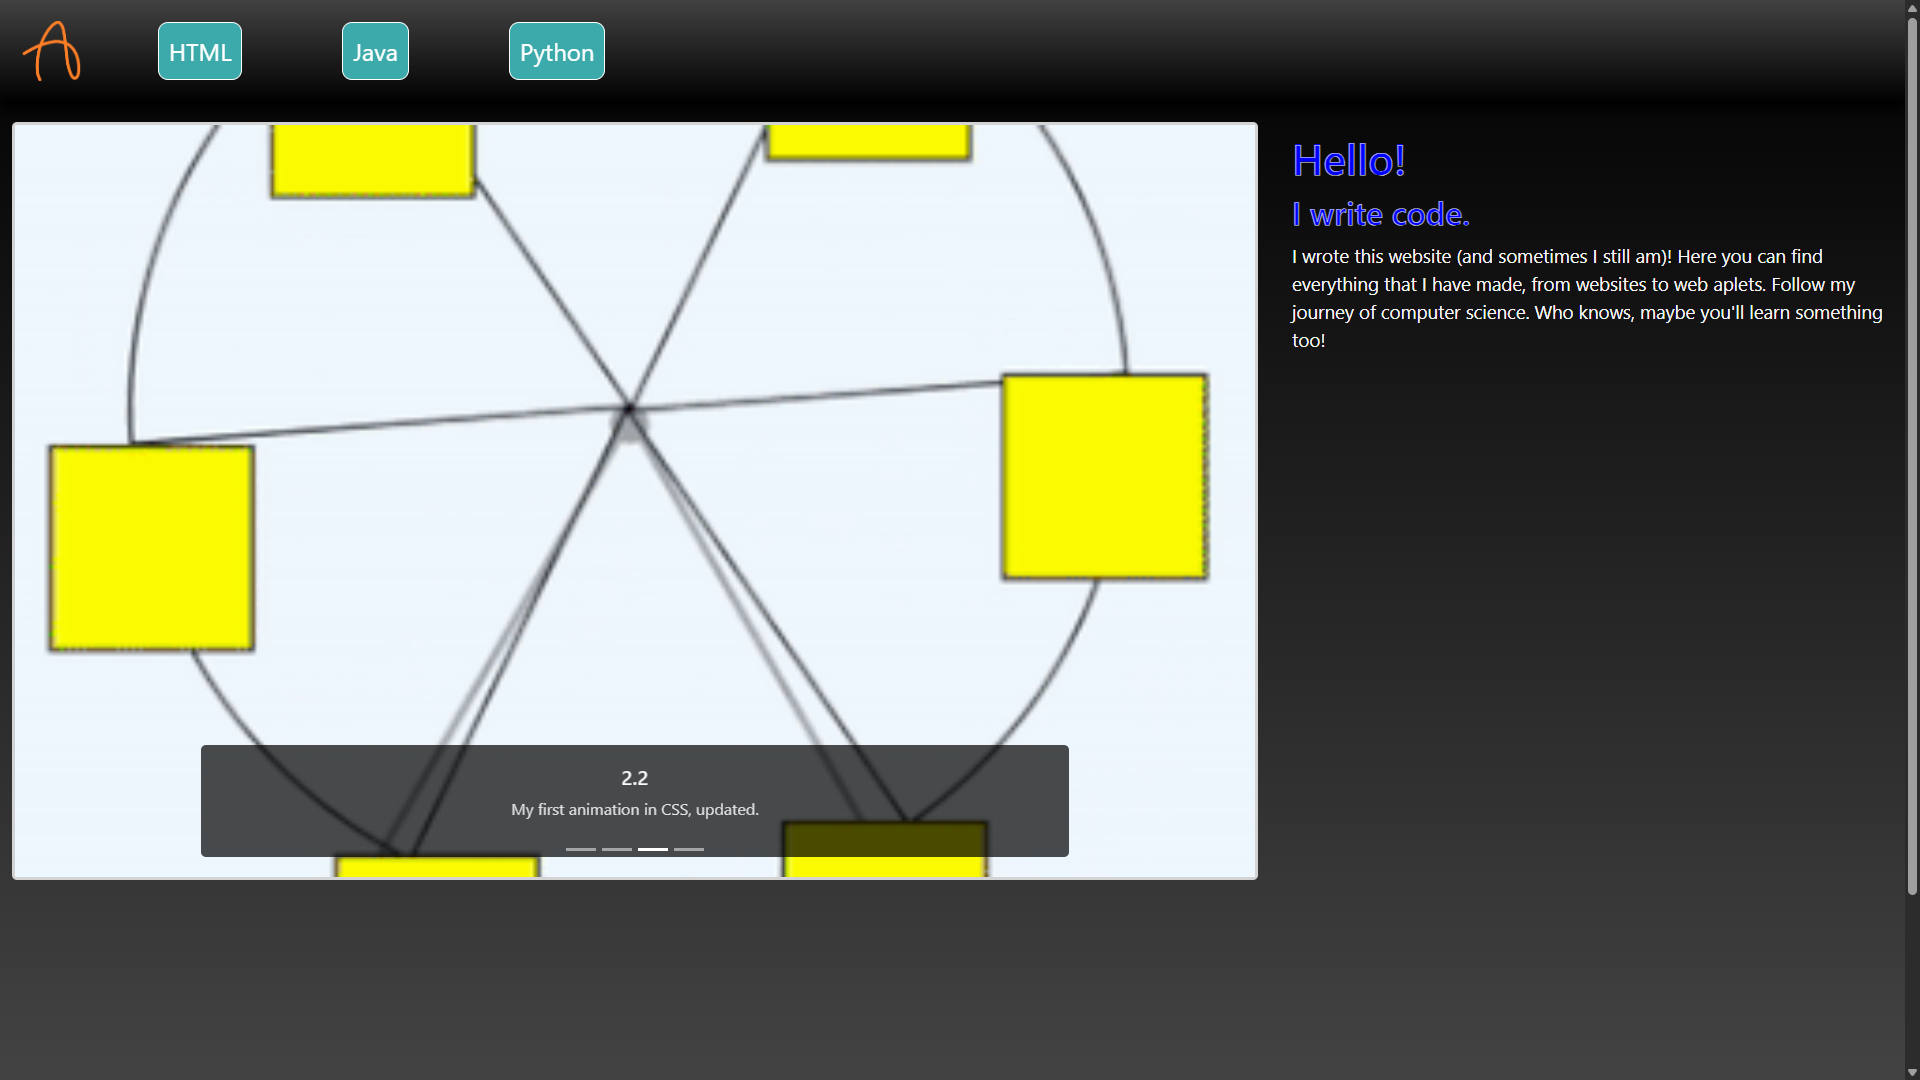 HTML
Java
Python
Hello!
I write code.
I wrote this website (and sometimes I still am)! Here you can find
everything that I have made, from websites to web aplets. Follow my
journey of computer science. Who knows, maybe you'll learn something
too!
2.2
My first animation in CSS, updated.